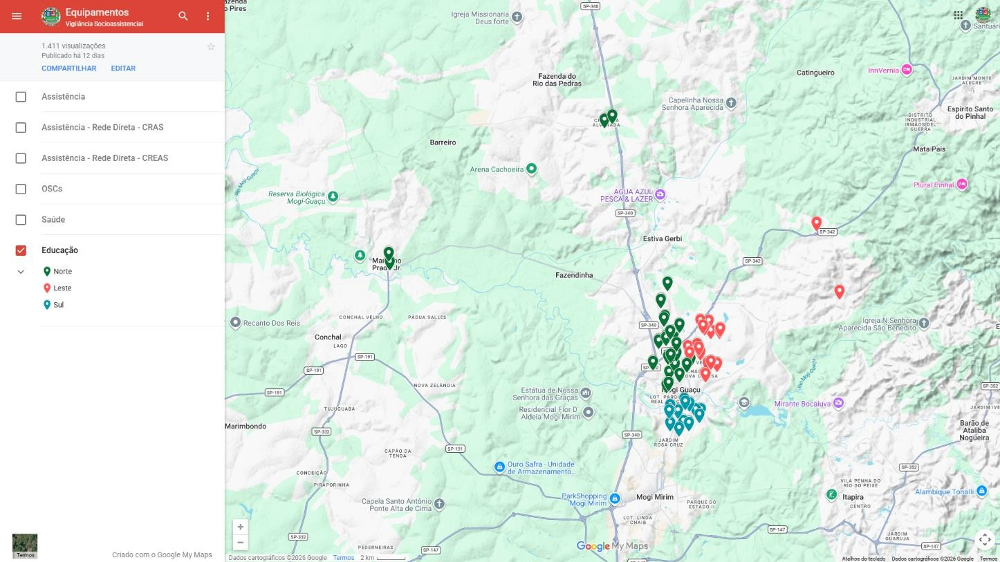 Equipamentos
Vigilância Socioassistencial
1.411 visualizações
Publicado há 12 dias
COMPARTILHAR EDITAR
Assistência
Assistência - Rede Direta - CRAS
Assistência - Rede Direta - CREAS
OSCs
Saúde
Educação
Norte
Leste
Sul
Termos
Criado com o Google My Maps
SP-340
Igreja Missionaria
Deus forte
Santuári
Catingueiro
InnVernia
Fazenda do
Rio das Pedras
JARDIM MONTE
ALEGRE
1
Capelinha Nossa
Senhora Aparecida
Espírito Santo
do Pinhal
DISTRITO
INDUSTRIAL
IRMÃOS DEL
GUERRA
Barreiro
Mata Pais
Arena Cachoeira
Rio Moji-Guaçu
Reserva Biológica
Mogi-Guaçu
Plural Pinhal
AGUA AZUL
PESCA & LAZER
SP-340
SP-342
Estiva Gerbi
SP-342
Fazendinha
CONCHAL VELHO
PÁDUA SALLES
Recanto Dos Reis
SP-340
Igreja N.Senhora
Aparecida São Benedito
Conchal
LAGO
SP-191
SP-191
NOVA ZELÂNDIA
Rio Moji-Guaçu
SP-352
SP-191
Estátua de Nossa
Senhora das Graças
Mogi Guaçu
Residencial Flor D'
Aldeia Mogi Mirim
Mirante Bocaiuva
TUJUGUABA
Marimbondo
SP-332
Barão de
Ataliba
Nogueira
SP-340
JARDIM
ROSA CRUZ
SP-191
CAPÃO DA
TENDA
Ouro Safra - Unidade
de Armazenamento...
SP-352
CONCEIÇÃO
PIRAPORINHA
VILA PENHA DO
RIO DO PEIXE
Alambique Tonolli
Capela Santo Antônio
Ponte Alta de Cima
ParkShopping
Mogi Mirim
Mogi Mirim
PARQUE DO
ESTADO II
Itapira
CENTRO
LOT. LINDA
CHAIB
SP-147
SP-332
JARDIM
GUARUJA
PEDERNEIRAS
SP-147
SP-147
Google My Maps
Dados cartográficos ©2026 Google Termos 2 km
Atalhos do teclado Dados cartográficos ©2026 Google Termos